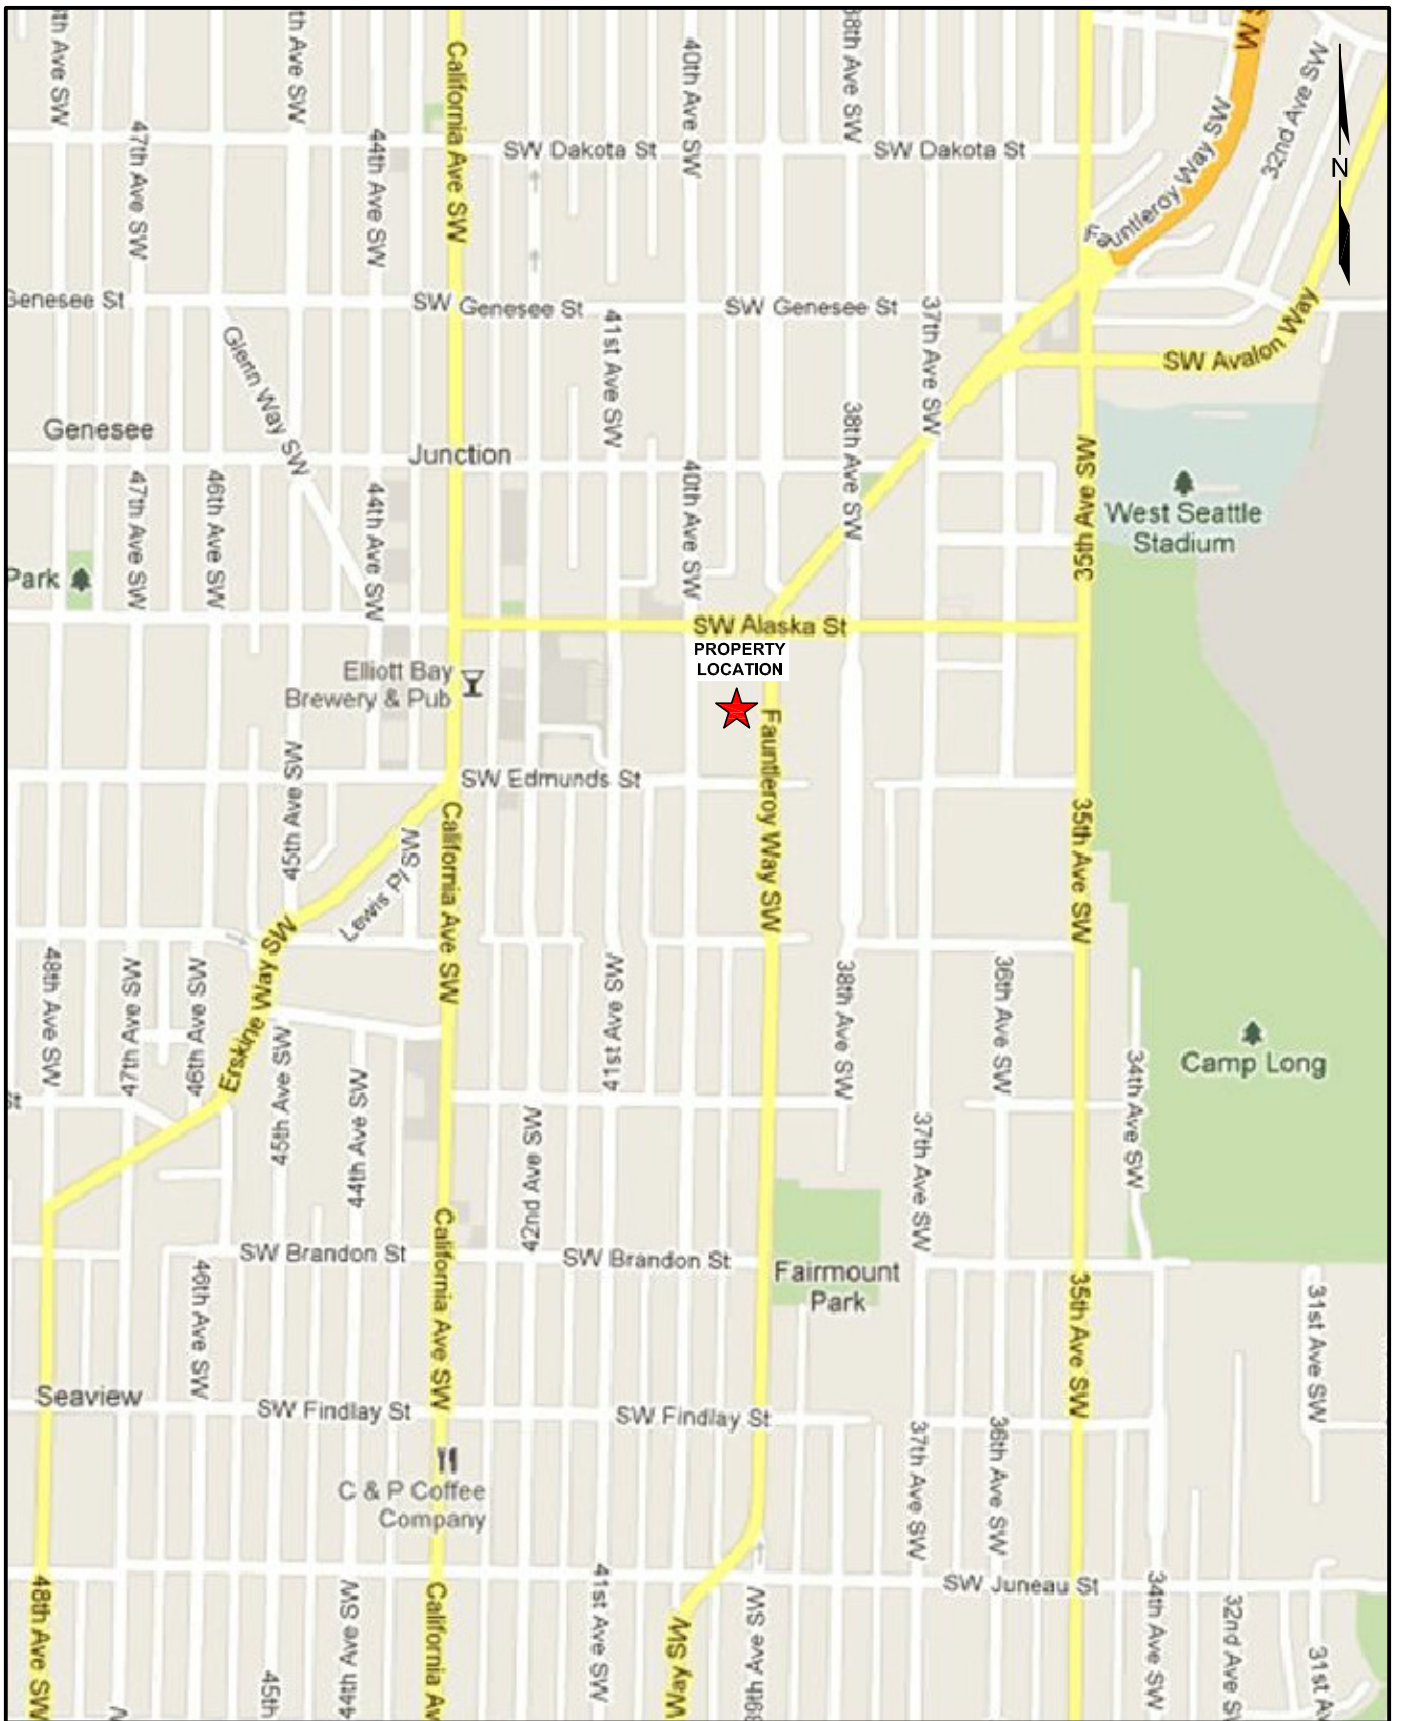 California Ave SW
40th Ave SW
38th Ave SW
W S
32nd Ave SW
Fauntleroy Way SW
47th Ave SW
44th Ave SW
SW Dakota St
SW Dakota St
N
Genesee St
SW Genesee St
SW Genesee St
37th Ave SW
41st Ave SW
Glenn Way SW
SW Avalon Way
Genesee
Junction
38th Ave SW
35th Ave SW
47th Ave SW
46th Ave SW
44th Ave SW
40th Ave SW
West Seattle
Stadium
Park
SW Alaska St
PROPERTY
LOCATION
Elliott Bay
Brewery & Pub
Fauntleroy Way SW
45th Ave SW
SW Edmunds St
California Ave SW
35th Ave SW
Lewis Pl SW
Erskine Way SW
48th Ave SW
47th Ave SW
46th Ave SW
45th Ave SW
44th Ave SW
41st Ave SW
38th Ave SW
36th Ave SW
34th Ave SW
Camp Long
42nd Ave SW
37th Ave SW
California Ave SW
SW Brandon St
SW Brandon St
Fairmount
Park
46th Ave SW
35th Ave SW
31st Ave SW
Seaview
SW Findlay St
SW Findlay St
37th Ave SW
36th Ave SW
C & P Coffee
Company
SW Juneau St
48th Ave SW
44th Ave SW
45th
California Av
41st Ave SW
Way SW
39th Ave SW
34th Ave SW
32nd Ave S
31st A